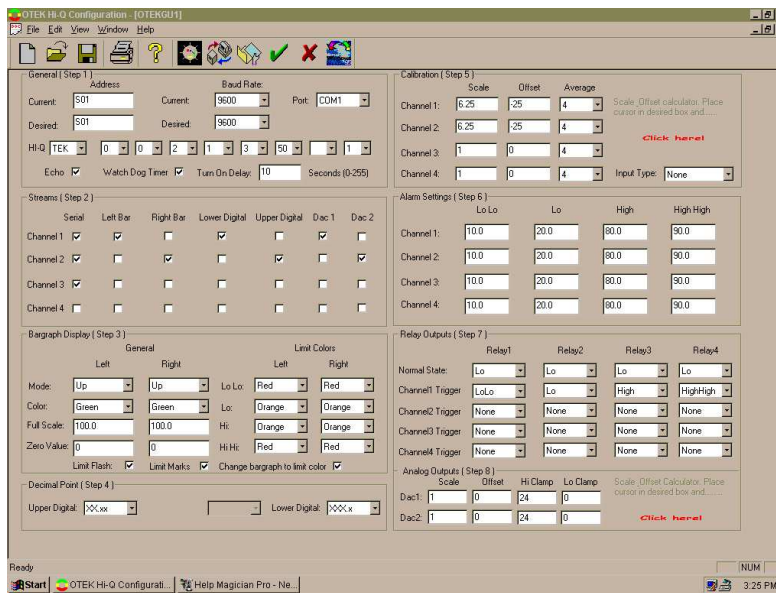 OTEK Hi-Q Configuration - [OTEKGU1]
File Edit View Window Help
General ( Step 1 )
Address Baud Rate:
Current: S01 Current: 9600 Port: COM1
Desired: S01 Desired: 9600
HI-Q TEK 0 0 2 1 3 50 1
Echo Watch Dog Timer Turn On Delay: 10 Seconds (0-255)
Streams ( Step 2 )
Serial Left Bar Right Bar Lower Digital Upper Digital Dac 1 Dac 2
Channel 1
Channel 2
Channel 3
Channel 4
Bargraph Display ( Step 3 )
General Limit Colors
Left Right Left Right
Mode: Up Up Lo Lo: Red Red
Color: Green Green Lo: Orange Orange
Full Scale: 100.0 100.0 Hi: Orange Orange
Zero Value: 0 0 Hi Hi: Red Red
Limit Flash: Limit Marks Change bargraph to limit color
Decimal Point ( Step 4 )
Upper Digital: XX.xx Lower Digital: XXX.x
Calibration ( Step 5 )
Scale Offset Average
Channel 1: 6.25 -25 4
Channel 2: 6.25 -25 4
Channel 3: 1 0 4
Channel 4: 1 0 4
Scale_Offset calculator. Place
cursor in desired box and......
Click here!
Input Type: None
Alarm Settings ( Step 6 )
Lo Lo Lo High High High
Channel 1: 10.0 20.0 80.0 90.0
Channel 2: 10.0 20.0 80.0 90.0
Channel 3: 10.0 20.0 80.0 90.0
Channel 4: 10.0 20.0 80.0 90.0
Relay Outputs ( Step 7 )
Relay1 Relay2 Relay3 Relay4
Normal State: Lo Lo Lo Lo
Channel1 Trigger LoLo Lo High HighHigh
Channel2 Trigger None None None None
Channel3 Trigger None None None None
Channel4 Trigger None None None None
Analog Outputs ( Step 8 )
Scale Offset Hi Clamp Lo Clamp
Dac1: 1 0 24 0
Dac2: 1 0 24 0
Scale_Offset Calculator. Place
cursor in desired box and........
Click here!
Ready NUM
Start OTEK Hi-Q Configurati... Help Magician Pro - Ne... 3:25 PM